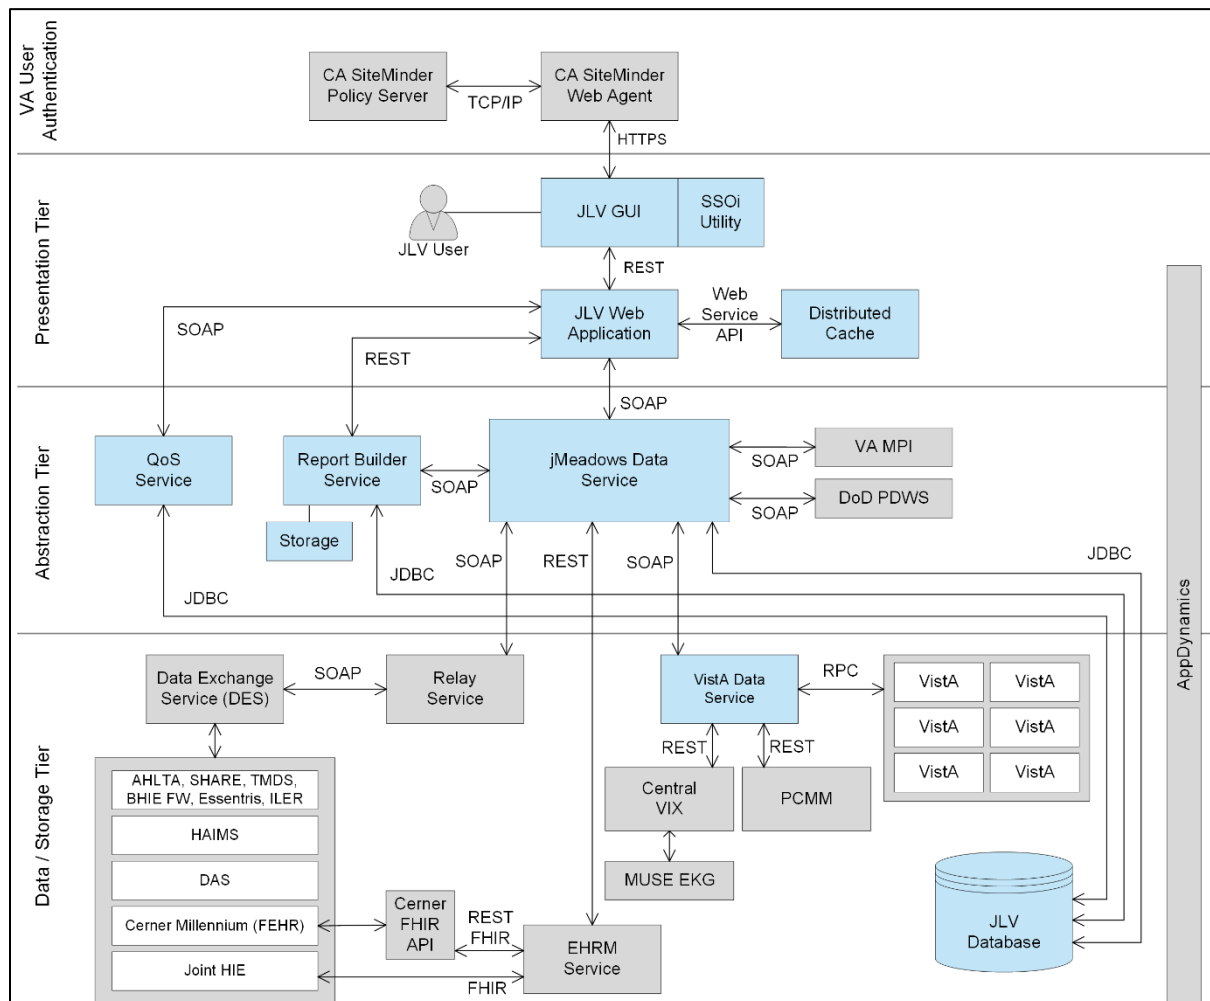 VA User
Authentication
CA SiteMinder
Policy Server
TCP/IP
CA SiteMinder
Web Agent
HTTPS
Presentation Tier
JLV User
JLV GUI
SSOi
Utility
REST
SOAP
REST
JLV Web
Application
Web
Service
API
Distributed
Cache
SOAP
Abstraction Tier
QoS
Service
Report Builder
Service
SOAP
jMeadows Data
Service
SOAP
VA MPI
SOAP
DoD PDWS
Storage
JDBC
JDBC
SOAP
REST
SOAP
JDBC
AppDynamics
Data / Storage Tier
Data Exchange
Service (DES)
SOAP
Relay
Service
VistA Data
Service
RPC
VistA
VistA
VistA
VistA
VistA
VistA
REST
REST
Central
VIX
PCMM
MUSE EKG
AHLTA, SHARE, TMDS,
BHIE FW, Essentris, ILER
HAIMS
DAS
Cerner Millennium (FEHR)
Joint HIE
Cerner
FHIR
API
REST
FHIR
FHIR
EHRM
Service
JLV
Database